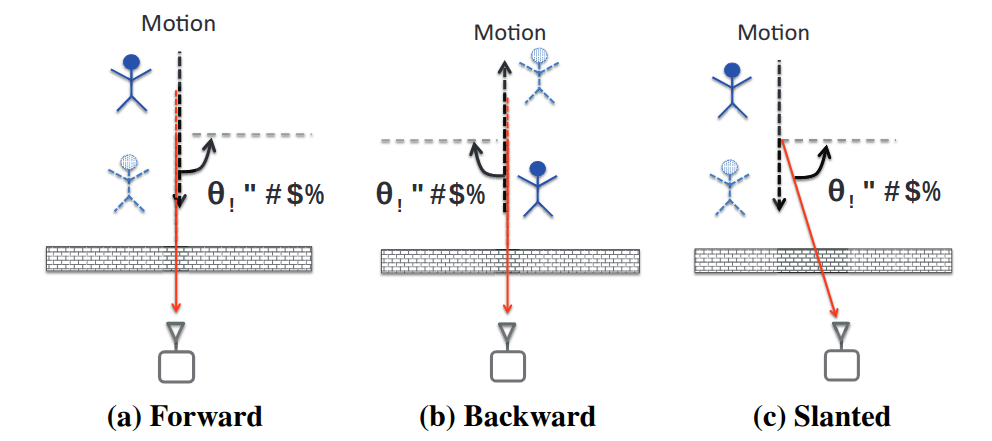 Motion
Motion
Motion
θ! " # $%
θ! " # $%
θ! " # $%
(a) Forward
(b) Backward
(c) Slanted